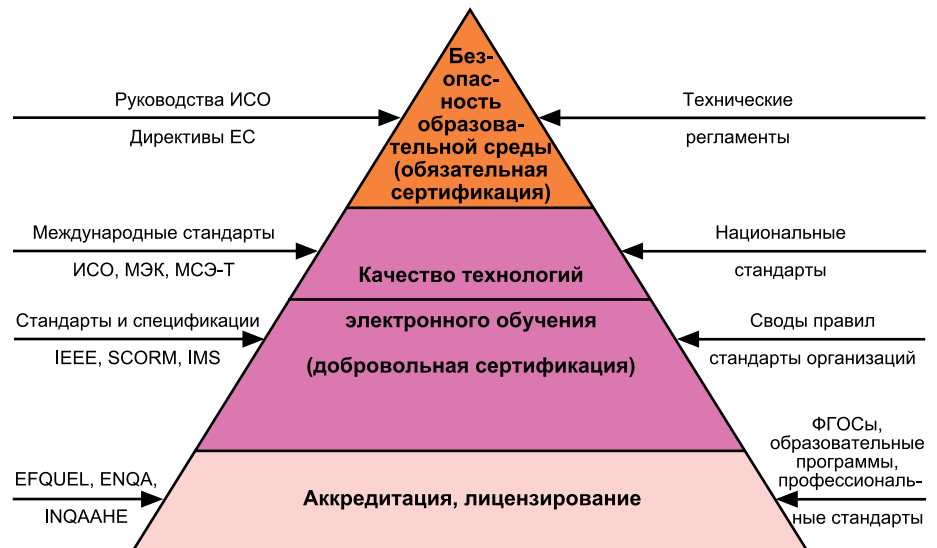 Без-
опас-
ность
образова-
тельной среды
(обязательная
сертификация)
Руководства ИСО
Директивы ЕС
Технические
регламенты
Международные стандарты
ИСО, МЭК, МСЭ-Т
Национальные
стандарты
Качество технологий
электронного обучения
(добровольная сертификация)
Стандарты и спецификации
IEEE, SCORM, IMS
Своды правил
стандарты организаций
EFQUEL, ENQA,
INQAAHE
Аккредитация, лицензирование
ФГОСы,
образовательные
программы,
профессиональ-
ные стандарты